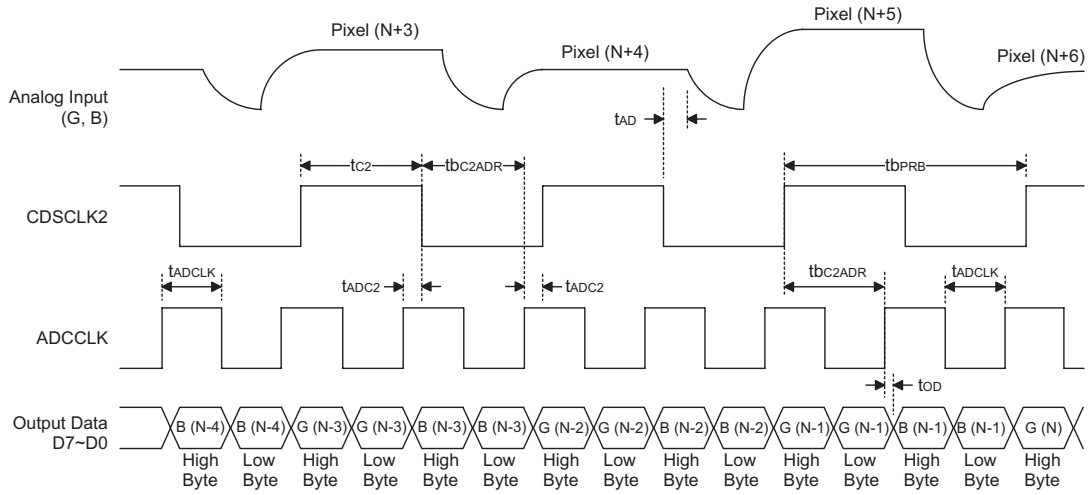 Pixel (N+3)
Pixel (N+4)
Pixel (N+5)
Pixel (N+6)
Analog Input
(G, B)
tAD
tC2
tbC2ADR
tbPRB
CDSCLK2
tADCLK
tADC2
tADC2
tbC2ADR
tADCLK
ADCCLK
tOD
Output Data
D7~D0
B (N-4) B (N-4) G (N-3) G (N-3) B (N-3) B (N-3) G (N-2) G (N-2) B (N-2) B (N-2) G (N-1) G (N-1) B (N-1) B (N-1) G (N)
High Low High Low High Low High Low High Low High Low High Low High
Byte Byte Byte Byte Byte Byte Byte Byte Byte Byte Byte Byte Byte Byte Byte